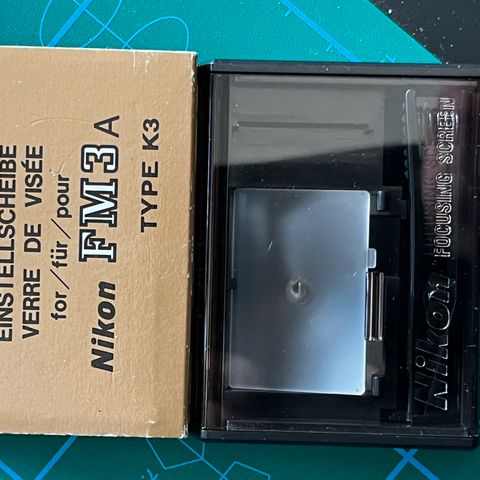 EINSTELLSCHEIBE
VERRE DE VISÉE
for/für/pour
Nikon FM3A
TYPE K3
Nikon
FOCUSING SCREEN